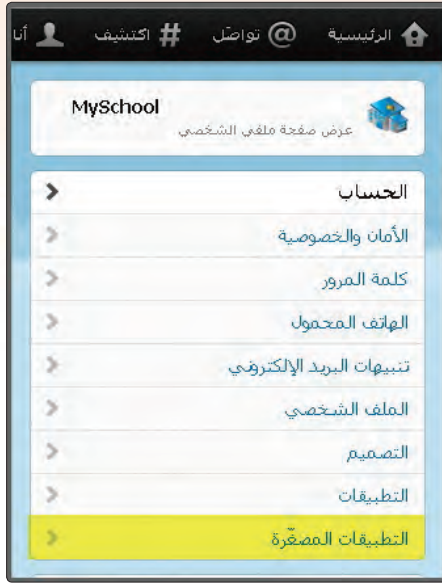 الرئيسية @ تواصل # اكتشف أنا
MySchool
عرض صفحة ملفي الشخصي
الحساب
الأمان والخصوصية
كلمة المرور
الهاتف المحمول
تنبيهات البريد الإلكتروني
الملف الشخصي
التصميم
التطبيقات
التطبيقات المصغّرة